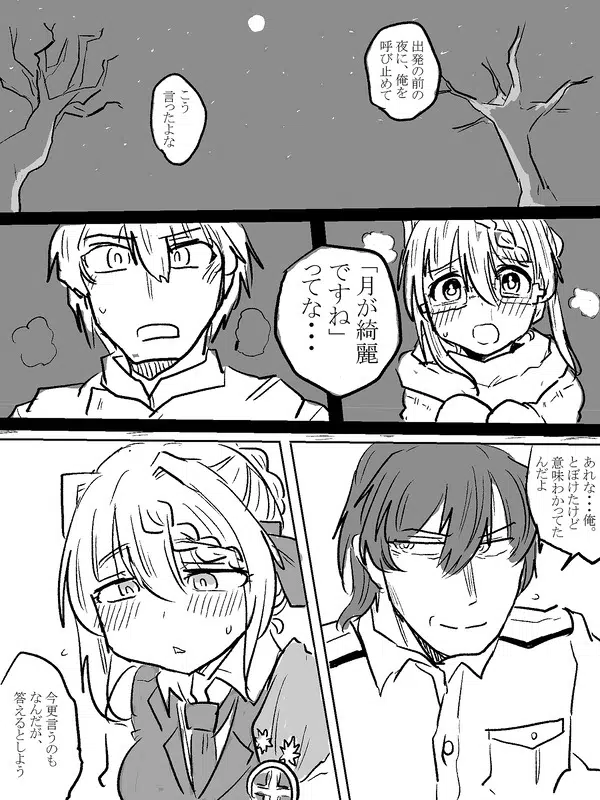 出発の前の
夜に、俺を
呼び止めて
こう
言ったよな
「月が綺麗
ですね」
ってな・・・
あれな・・・俺。
とぼけたけど
意味わかってた
んだよ
今更言うのも
なんだが、
答えるとしよう